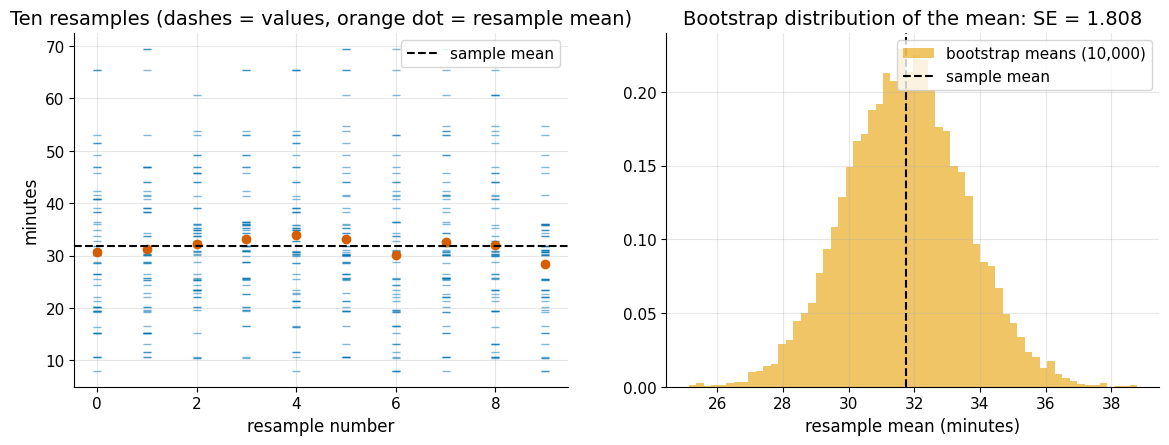 Ten resamples (dashes = values, orange dot = resample mean)
sample mean
70
60
50
40
30
20
10
minutes
0 2 4 6 8
resample number
Bootstrap distribution of the mean: SE = 1.808
bootstrap means (10,000)
sample mean
0.20
0.15
0.10
0.05
0.00
26 28 30 32 34 36 38
resample mean (minutes)